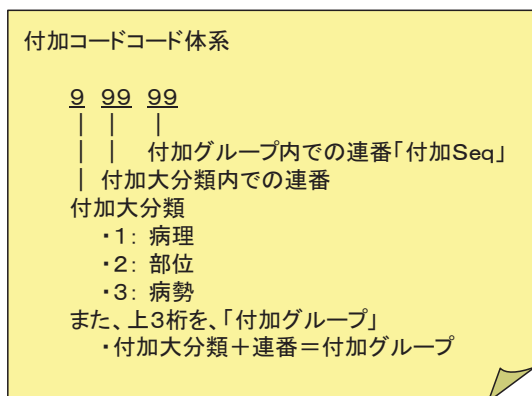 付加コードコード体系
９ ９９ ９９
｜ ｜ ｜
｜ ｜ 付加グループ内での連番「付加Ｓｅｑ」
｜ 付加大分類内での連番
付加大分類
・１： 病理
・２： 部位
・３： 病勢
また、上３桁を、「付加グループ」
・付加大分類＋連番＝付加グループ